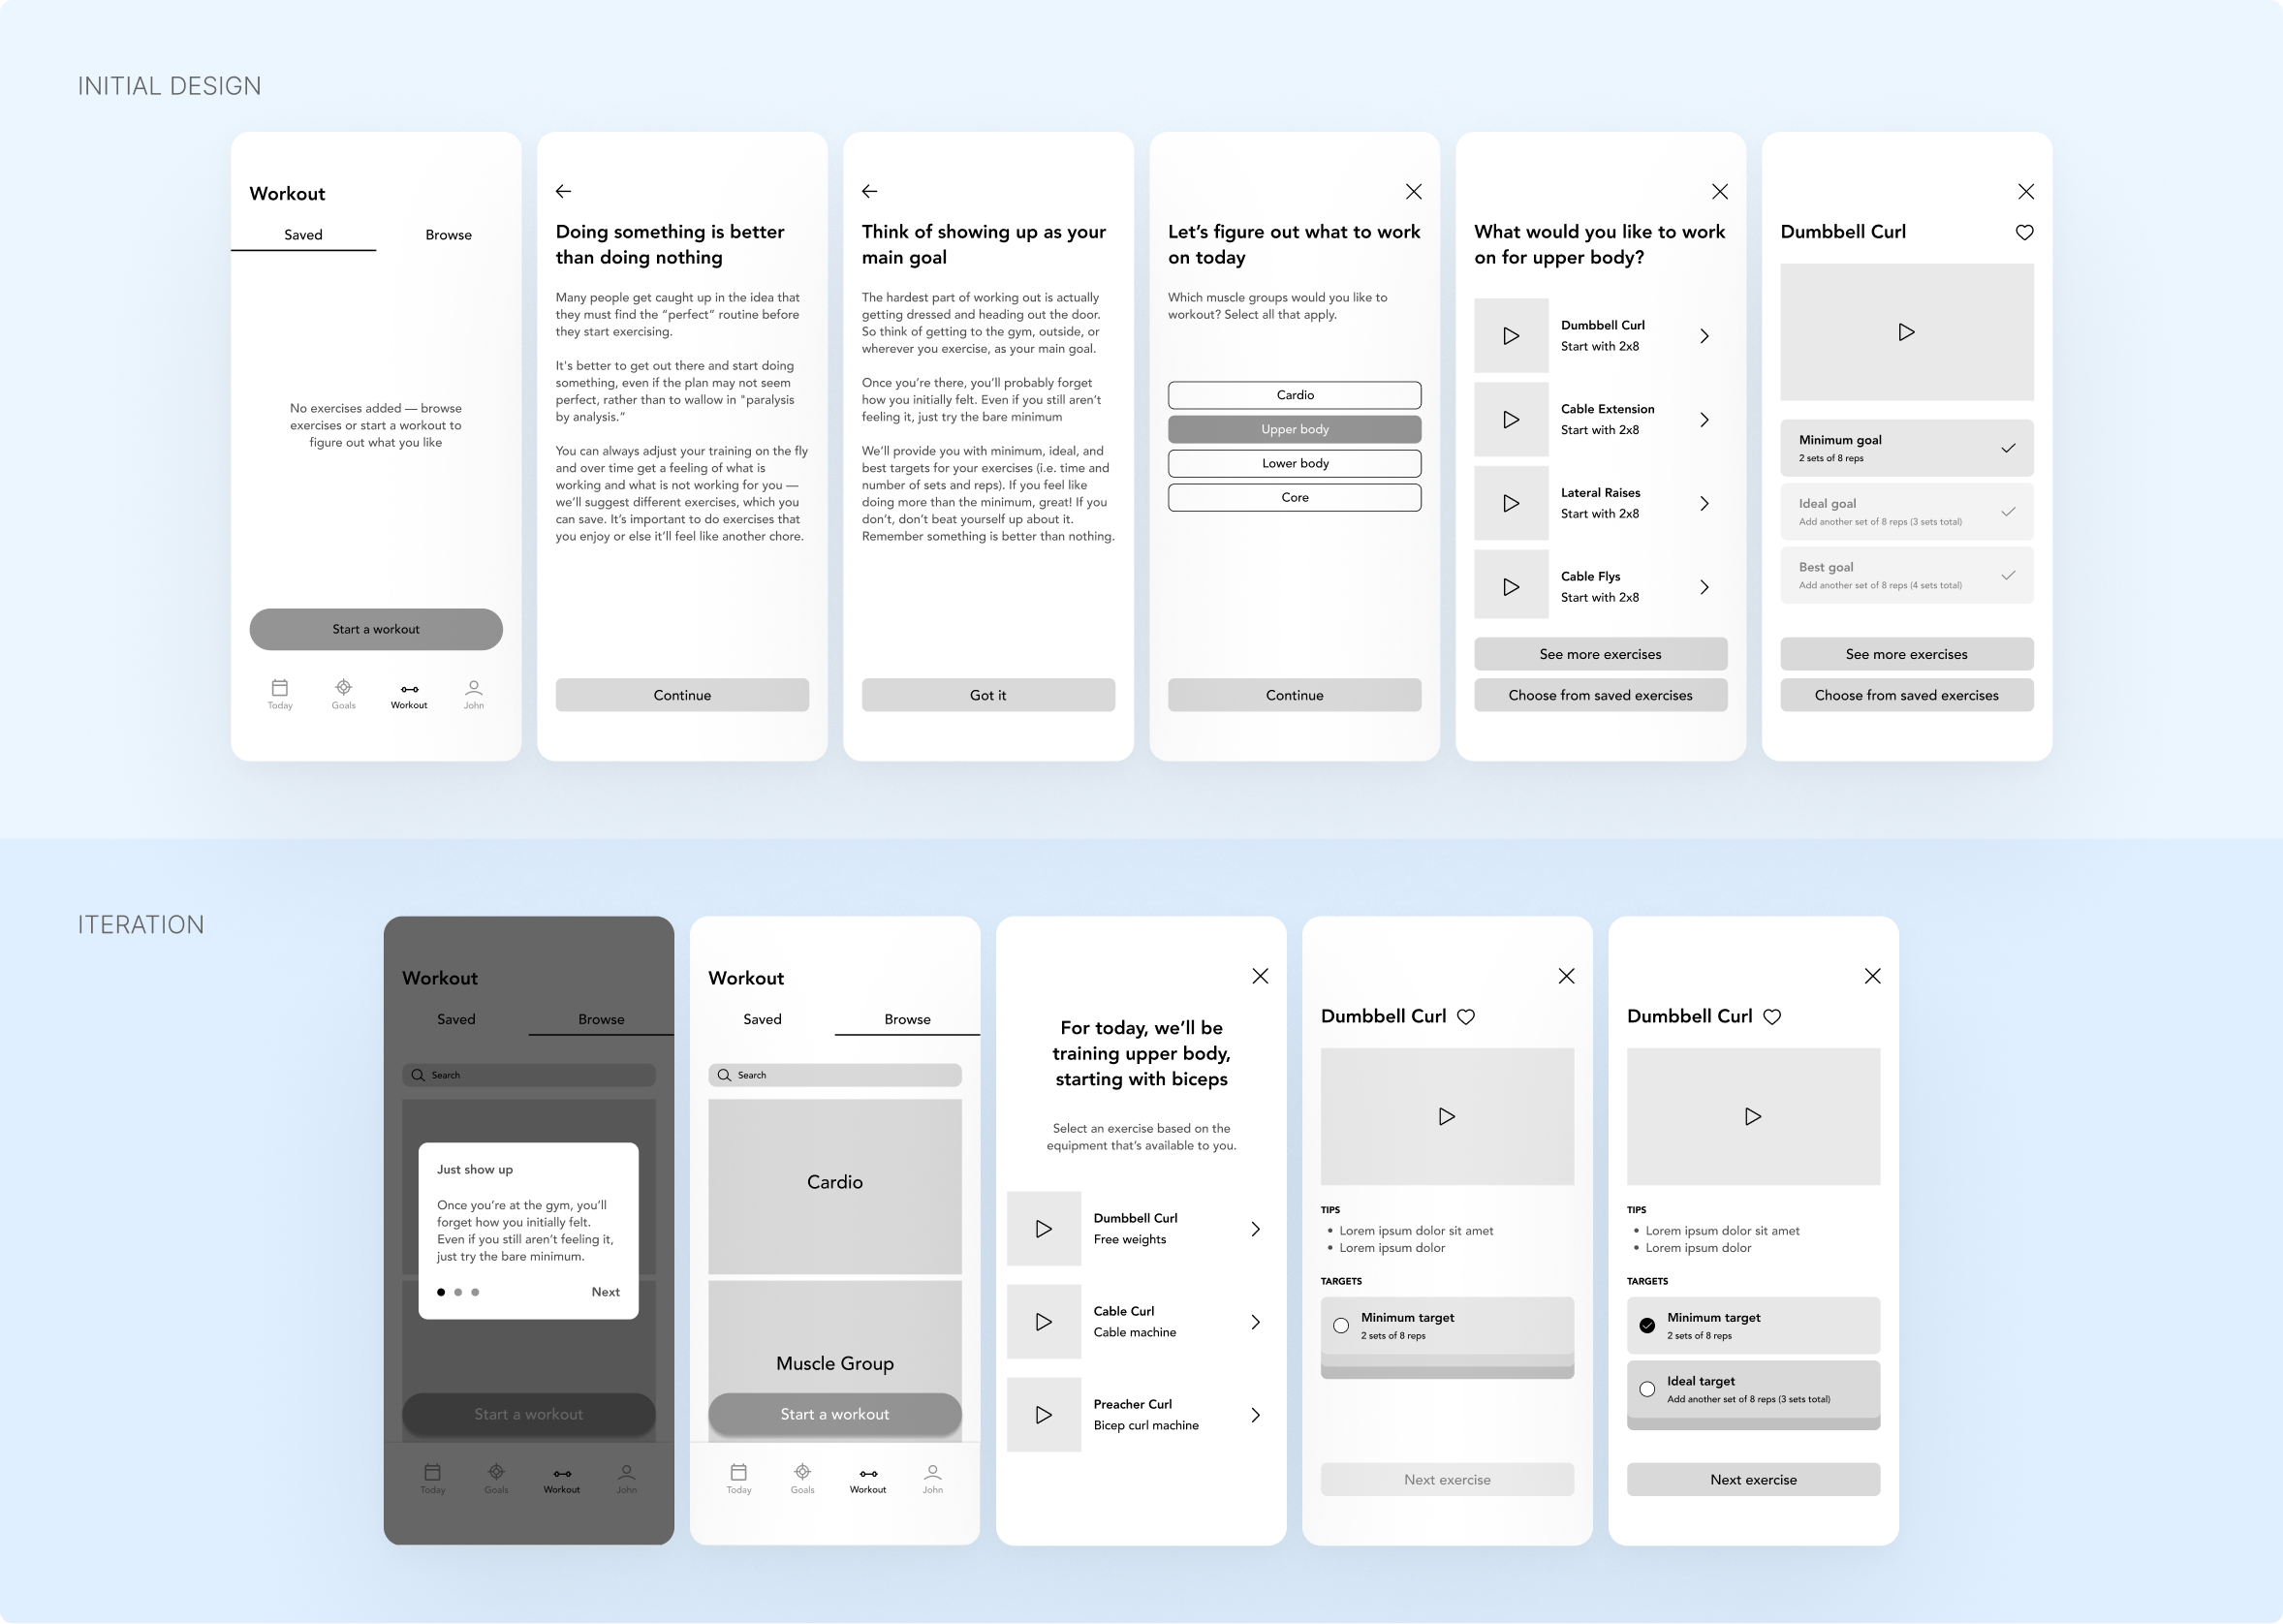 INITIAL DESIGN
Workout
Saved
Browse
No exercises added — browse
exercises or start a workout to
figure out what you like
Start a workout
Today
Goals
Workout
John
Doing something is better
than doing nothing
Many people get caught up in the idea that
they must find the “perfect” routine before
they start exercising.
It's better to get out there and start doing
something, even if the plan may not seem
perfect, rather than to wallow in "paralysis
by analysis.”
You can always adjust your training on the fly
and over time get a feeling of what is
working and what is not working for you —
we’ll suggest different exercises, which you
can save. It’s important to do exercises that
you enjoy or else it’ll feel like another chore.
Continue
Think of showing up as your
main goal
The hardest part of working out is actually
getting dressed and heading out the door.
So think of getting to the gym, outside, or
wherever you exercise, as your main goal.
Once you’re there, you’ll probably forget
how you initially felt. Even if you still aren’t
feeling it, just try the bare minimum
We’ll provide you with minimum, ideal, and
best targets for your exercises (i.e. time and
number of sets and reps). If you feel like
doing more than the minimum, great! If you
don’t, don’t beat yourself up about it.
Remember something is better than nothing.
Got it
Let’s figure out what to work
on today
Which muscle groups would you like to
workout? Select all that apply.
Cardio
Upper body
Lower body
Core
Continue
What would you like to work
on for upper body?
Dumbbell Curl
Start with 2x8
Cable Extension
Start with 2x8
Lateral Raises
Start with 2x8
Cable Flys
Start with 2x8
See more exercises
Choose from saved exercises
Dumbbell Curl
Minimum goal
2 sets of 8 reps
Ideal goal
Add another set of 8 reps (3 sets total)
Best goal
Add another set of 8 reps (4 sets total)
See more exercises
Choose from saved exercises
ITERATION
Workout
Saved
Browse
Search
Just show up
Once you’re at the gym, you’ll
forget how you initially felt.
Even if you still aren’t feeling it,
just try the bare minimum.
Next
Start a workout
Today
Goals
Workout
John
Workout
Saved
Browse
Search
Cardio
Muscle Group
Start a workout
Today
Goals
Workout
John
For today, we’ll be
training upper body,
starting with biceps
Select an exercise based on the
equipment that’s available to you.
Dumbbell Curl
Free weights
Cable Curl
Cable machine
Preacher Curl
Bicep curl machine
Dumbbell Curl
TIPS
• Lorem ipsum dolor sit amet
• Lorem ipsum dolor
TARGETS
Minimum target
2 sets of 8 reps
Next exercise
Dumbbell Curl
TIPS
• Lorem ipsum dolor sit amet
• Lorem ipsum dolor
TARGETS
Minimum target
2 sets of 8 reps
Ideal target
Add another set of 8 reps (3 sets total)
Next exercise